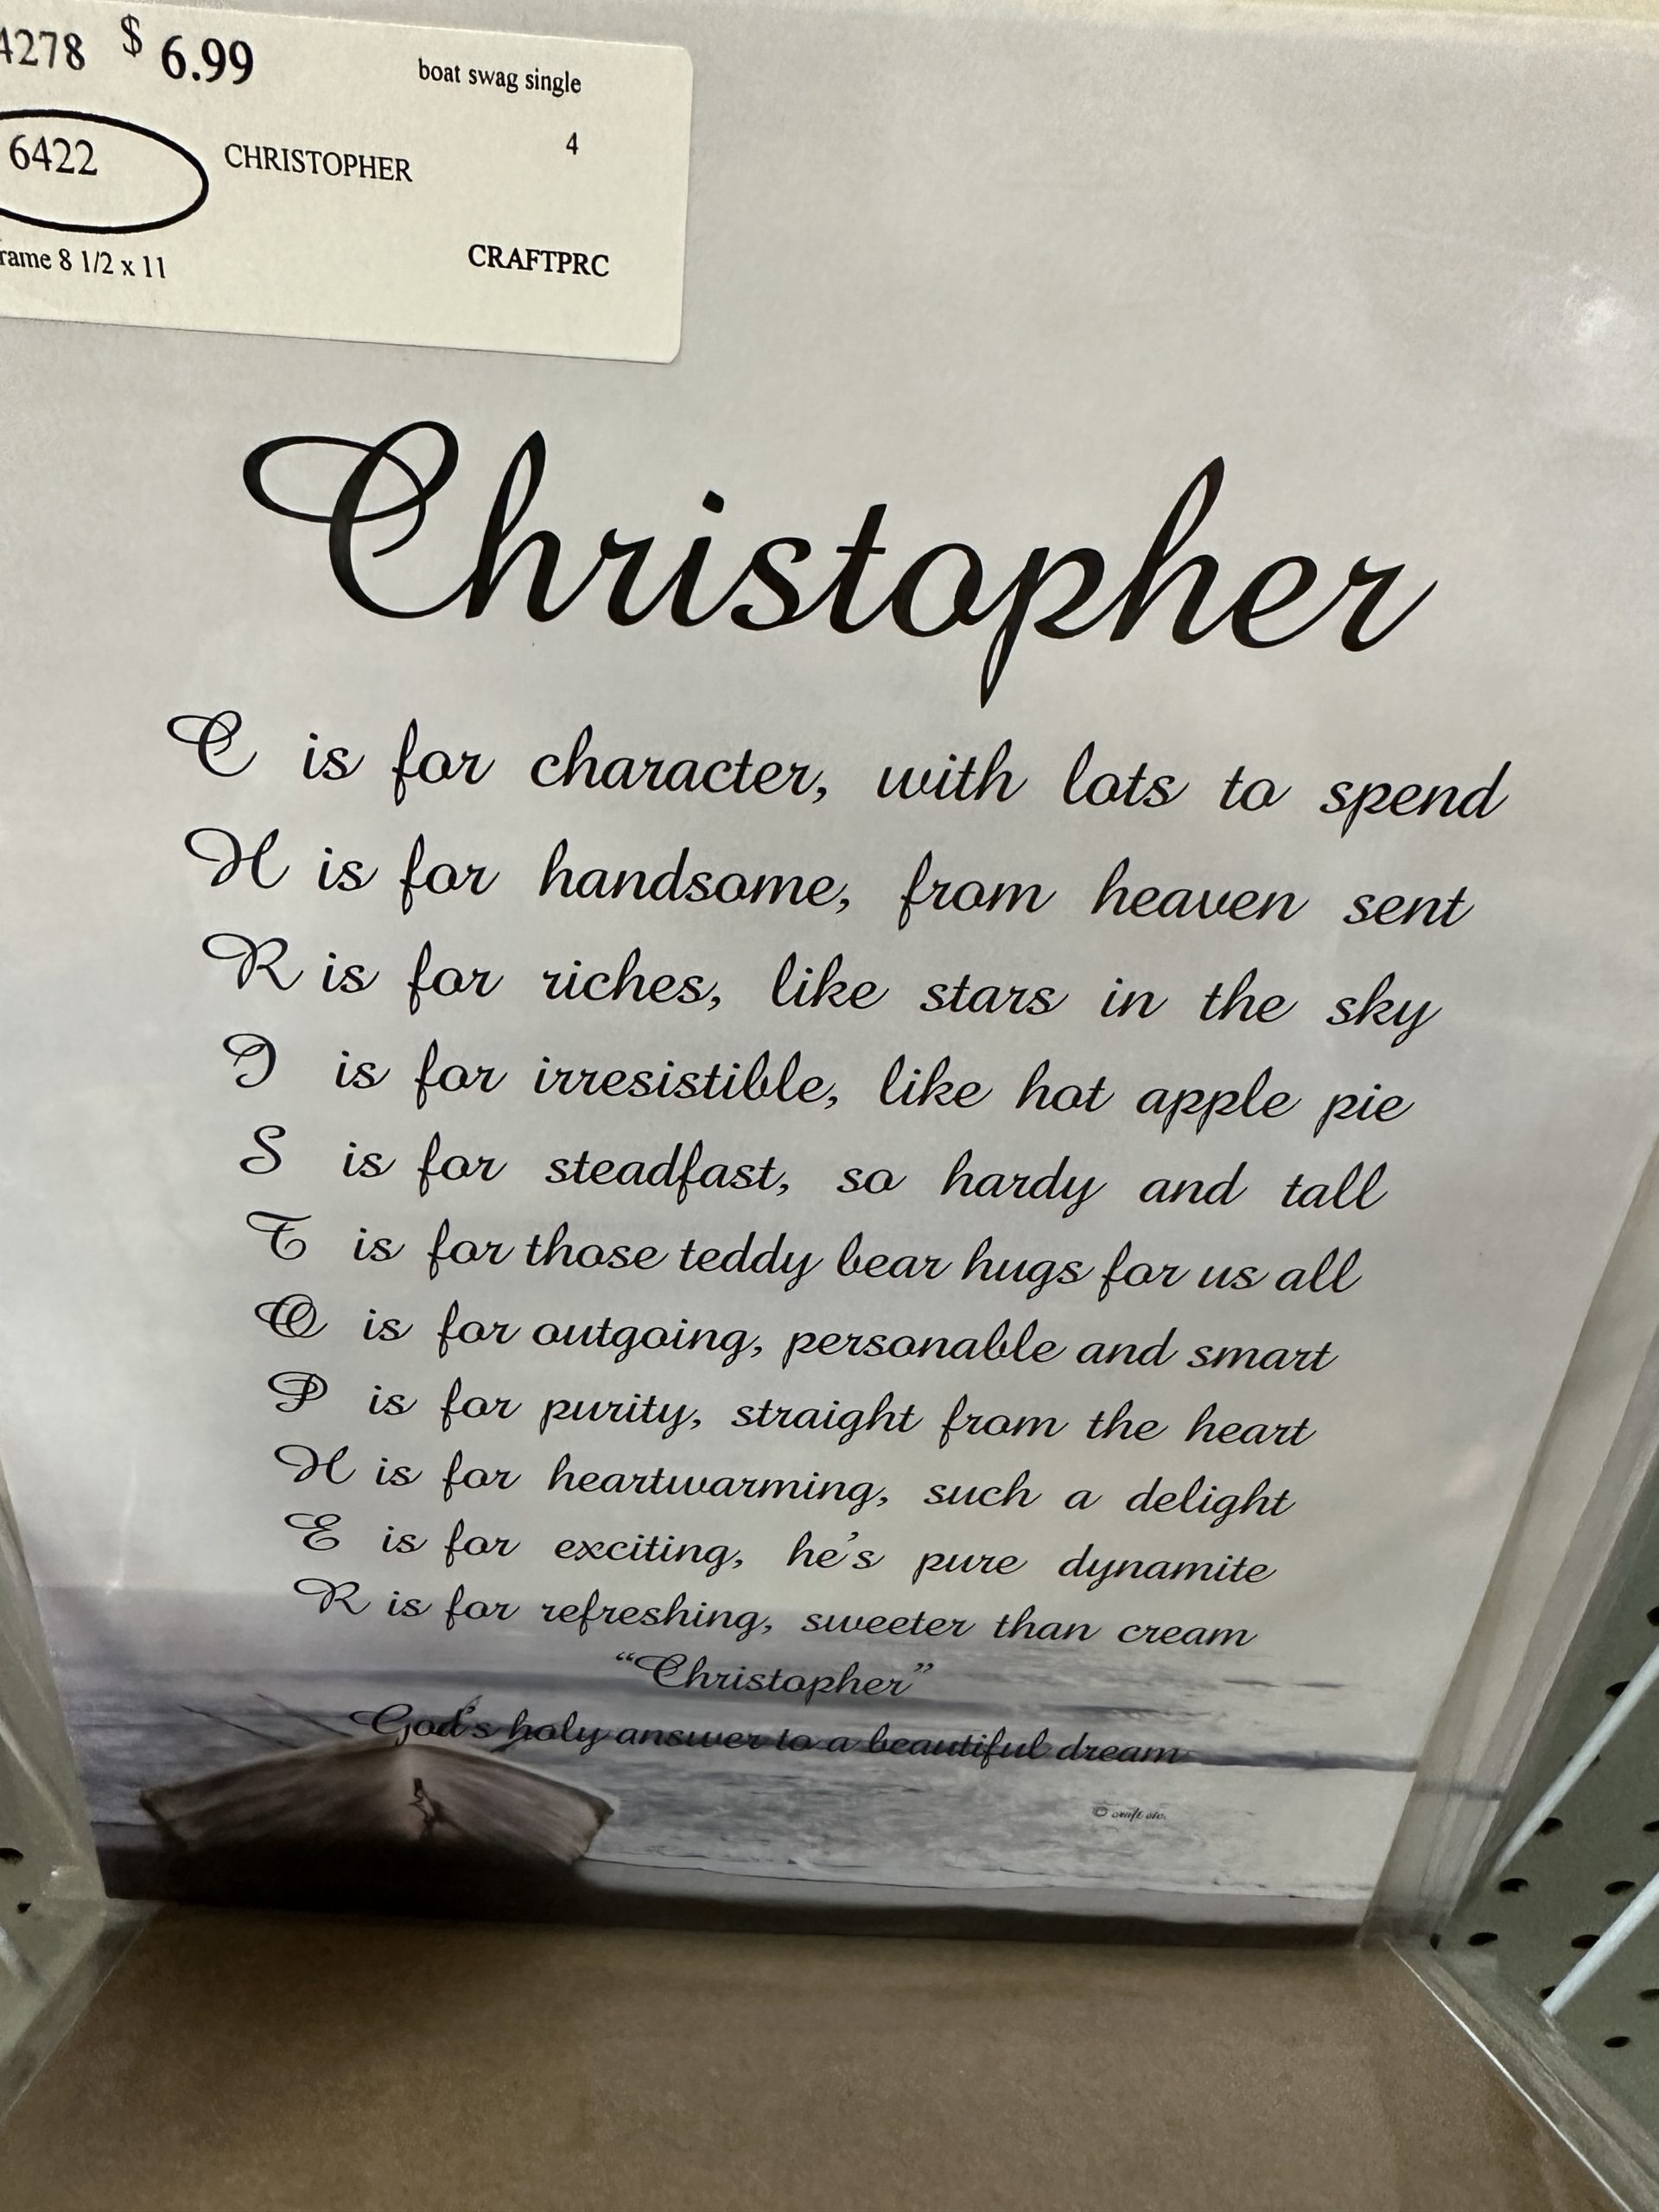 4278 $ 6.99 boat swag single
6422 CHRISTOPHER 4
rame 8 1/2 x 11 CRAFTPRC
Christopher
C is for character, with lots to spend
H is for handsome, from heaven sent
R is for riches, like stars in the sky
I is for irresistible, like hot apple pie
S is for steadfast, so hardy and tall
T is for those teddy bear hugs for us all
O is for outgoing, personable and smart
P is for purity, straight from the heart
H is for heartwarming, such a delight
E is for exciting, he's pure dynamite
R is for refreshing, sweeter than cream
“Christopher”
God's holy answer to a beautiful dream
©